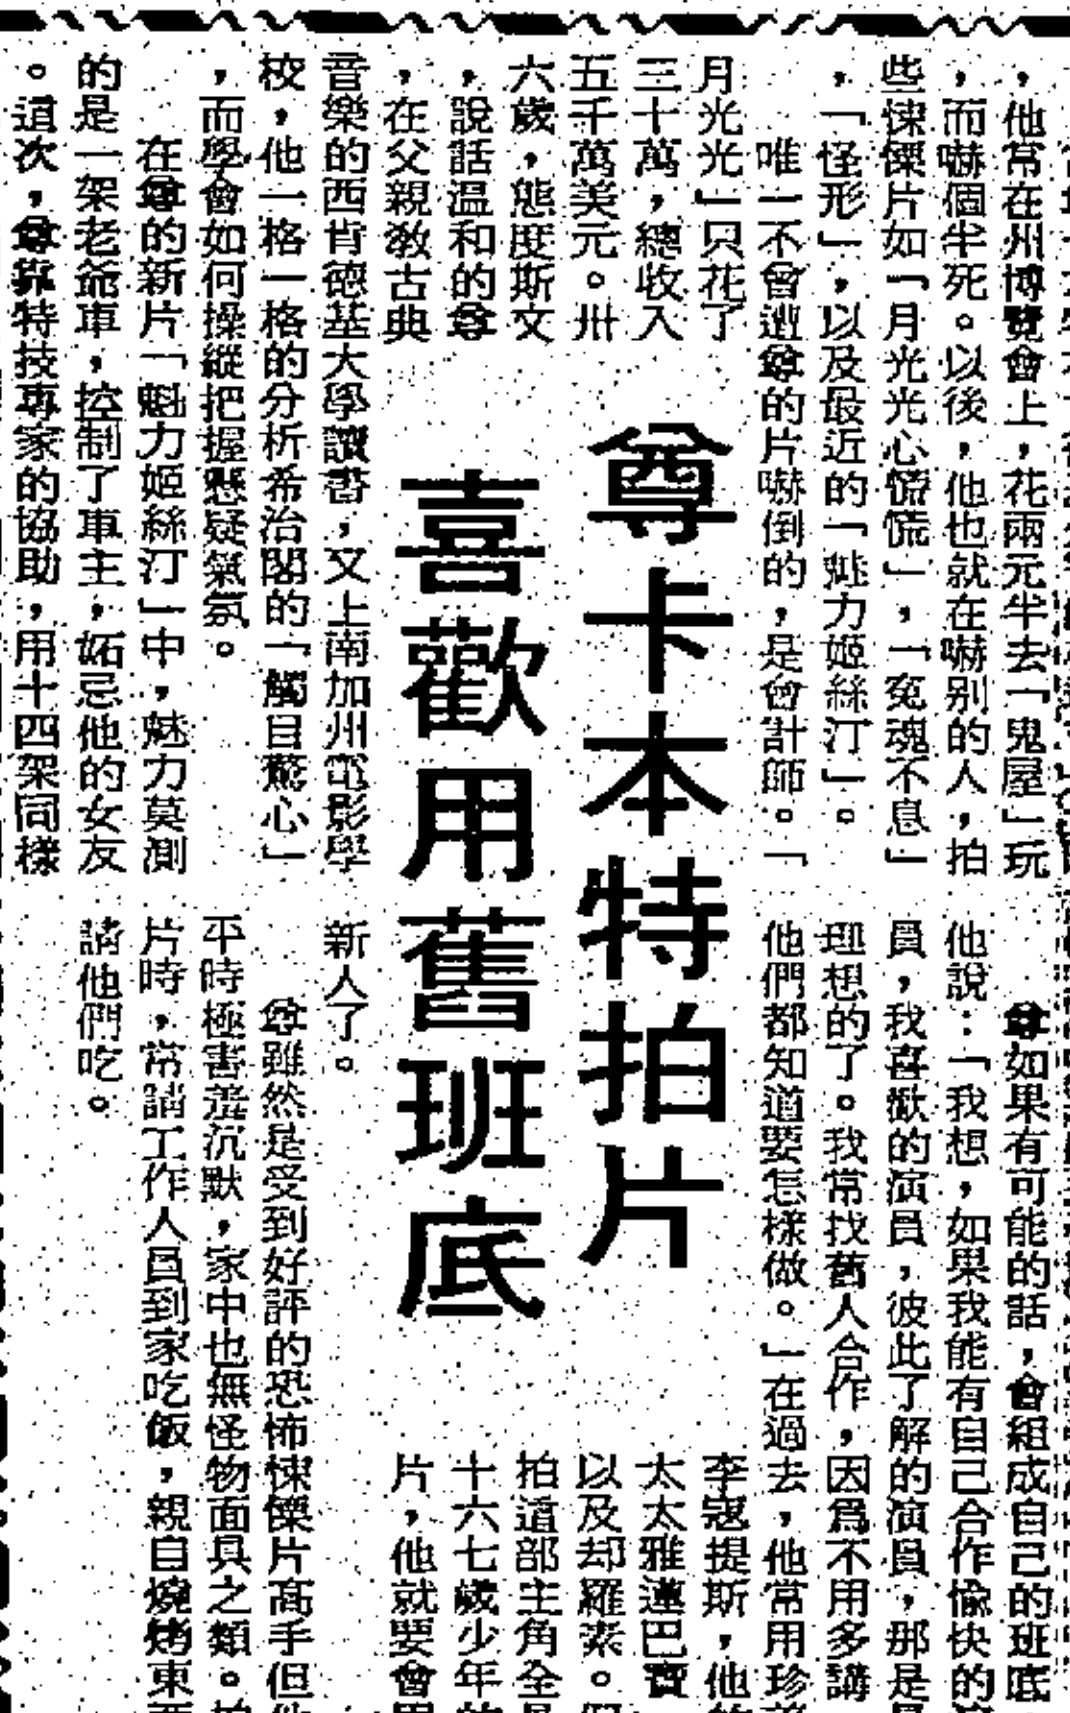 尊卡本特拍片
喜歡用舊班底
，他常在州博覽會上，花兩元半去「鬼屋」玩
，而嚇個半死。以後，他也就在嚇别的人，拍
些悚慄片如「月光光心慌慌」，「冤魂不息」
，「怪形」，以及最近的「魅力姬絲汀」。
唯一不會遭尊的片嚇倒的，是會計師。「
月光光」只花了
三十萬，總收入
五千萬美元。卅
六歲，態度斯文
，說話温和的尊
，在父親教古典
音樂的西肯德基大學讀書，又上南加州電影學
校，他一格一格的分析希治閣的「觸目驚心」
，而學會如何操縱把握懸疑氣氛。
在尊的新片「魁力姬絲汀」中，魅力莫測
的是一架老爺車，控制了車主，妬忌他的女友
。這次，尊靠特技專家的協助，用十四架同樣
尊如果有可能的話，會組成自己的班底
他說：「我想，如果我能有自己合作愉快的
員，我喜歡的演員，彼此了解的演員，那是
理想的了。我常找舊人合作，因爲不用多講
他們都知道要怎樣做。」在過去，他常用珍
李寇提斯，他
太太雅蓮巴寶
以及却羅素。
拍這部主角全
十六七歲少年的
片，他就要會用
新人了。
尊雖然是受到好評的恐怖悚慄片高手但
平時極害羞沉默，家中也無怪物面具之類。
片時，常請工作人員到家吃飯，親自燒烤東
請他們吃。